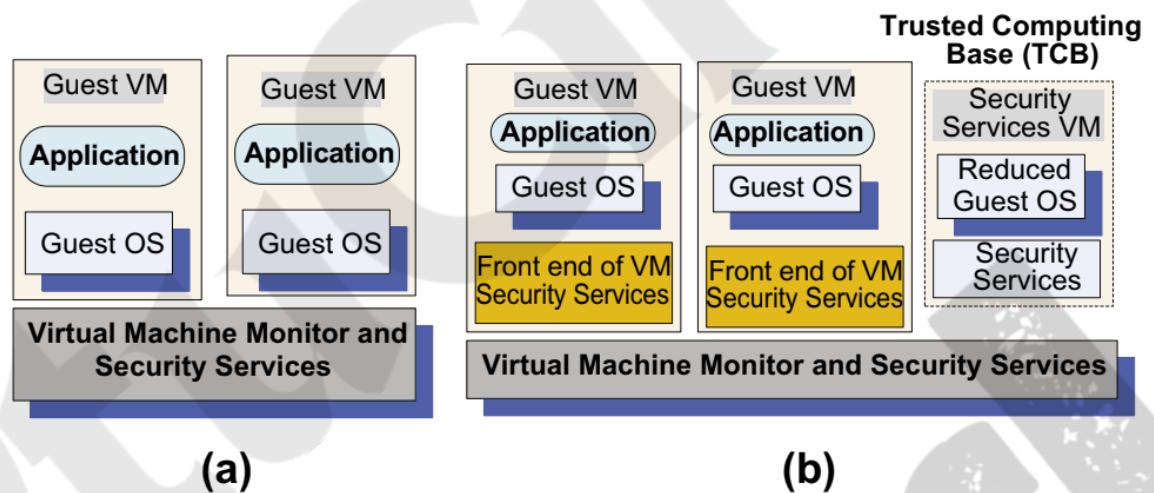 Guest VM
Application
Guest OS
Guest VM
Application
Guest OS
Virtual Machine Monitor and
Security Services
(a)
Guest VM
Application
Guest OS
Front end of VM
Security Services
Guest VM
Application
Guest OS
Front end of VM
Security Services
Trusted Computing
Base (TCB)
Security
Services VM
Reduced
Guest OS
Security
Services
Virtual Machine Monitor and Security Services
(b)